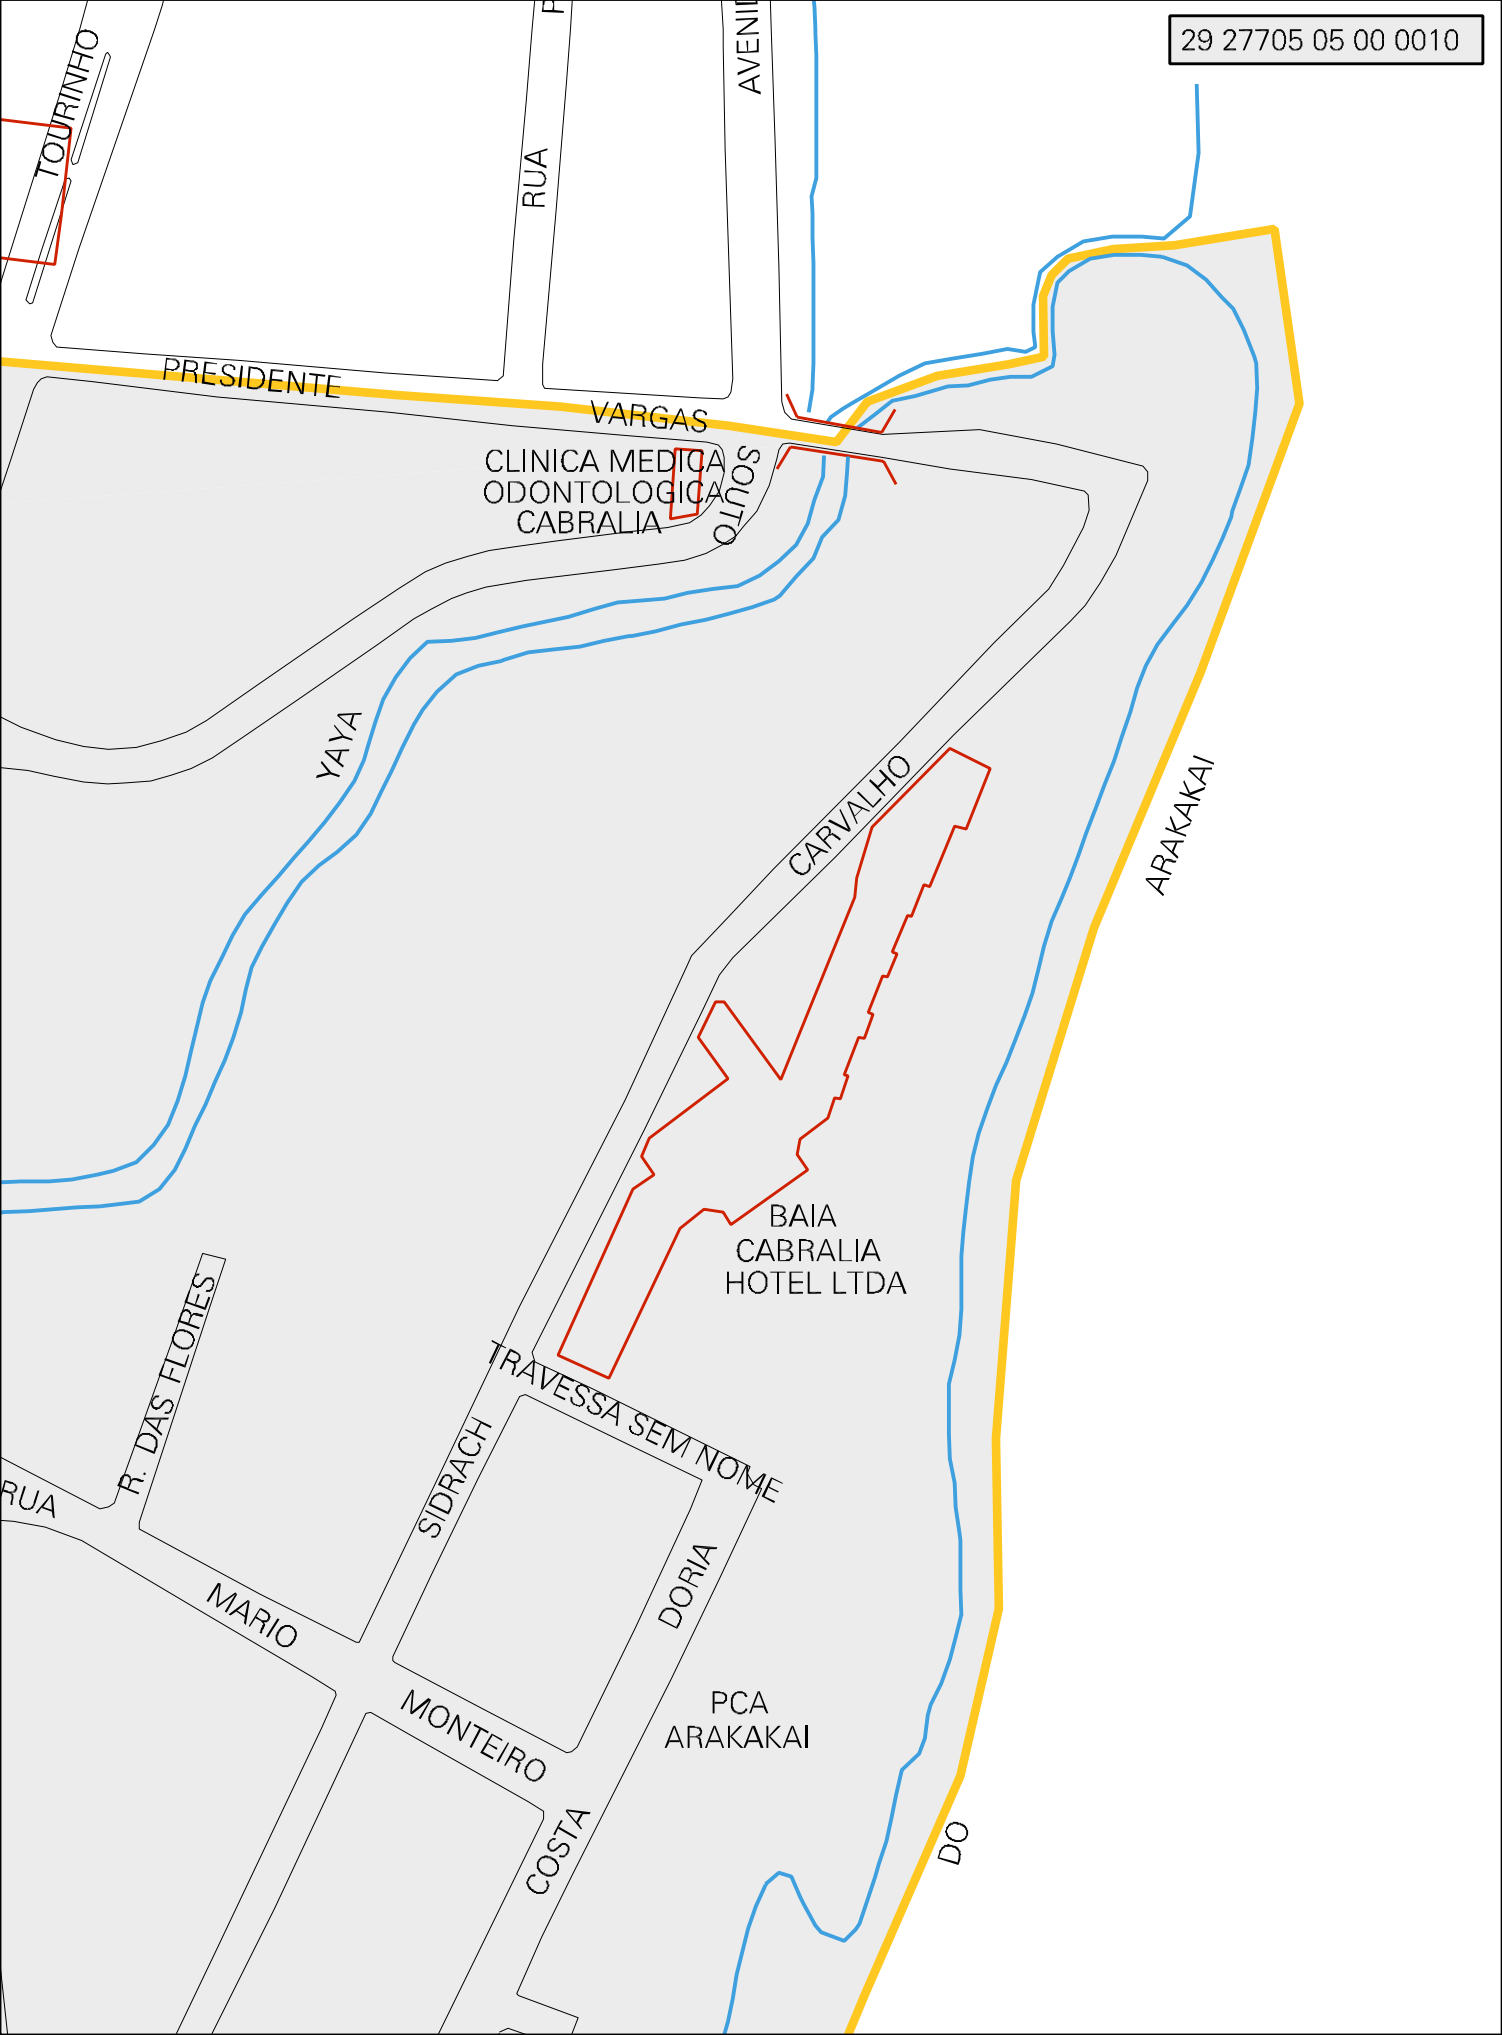 29 27705 05 00 0010
TOURINHO
RUA
PRESIDENTE
VARGAS
CLINICA MEDICA
ODONTOLOGICA
CABRALIA
SOUTO
YAYA
CARVALHO
ARAKAKAI
BAIA
CABRALIA
HOTEL LTDA
R. DAS FLORES
TRAVESSA SEM NOME
SIDRACH
RUA
MARIO
DORIA
MONTEIRO
PCA
ARAKAKAI
COSTA
DO